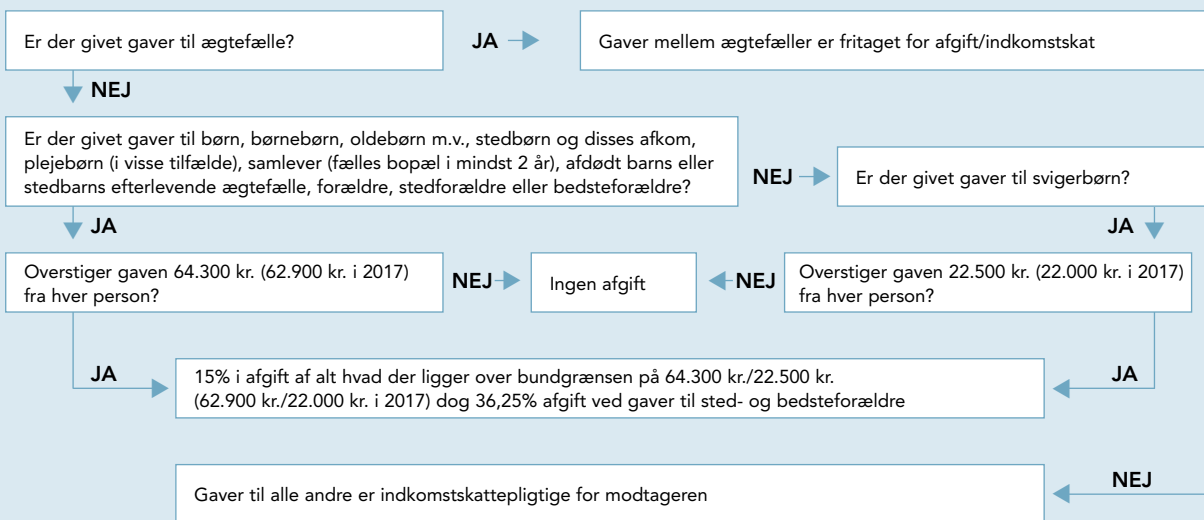 Er der givet gaver til ægtefælle?
JA
Gaver mellem ægtefæller er fritaget for afgift/indkomstskat
NEJ
Er der givet gaver til børn, børnebørn, oldebørn m.v., stedbørn og disses afkom,
plejebørn (i visse tilfælde), samlever (fælles bopæl i mindst 2 år), afdødt barns eller
stedbarns efterlevende ægtefælle, forældre, stedforældre eller bedsteforældre?
NEJ
Er der givet gaver til svigerbørn?
JA
JA
Overstiger gaven 64.300 kr. (62.900 kr. i 2017)
fra hver person?
NEJ
Ingen afgift
NEJ
Overstiger gaven 22.500 kr. (22.000 kr. i 2017)
fra hver person?
JA
15% i afgift af alt hvad der ligger over bundgrænsen på 64.300 kr./22.500 kr.
(62.900 kr./22.000 kr. i 2017) dog 36,25% afgift ved gaver til sted- og bedsteforældre
JA
Gaver til alle andre er indkomstskattepligtige for modtageren
NEJ